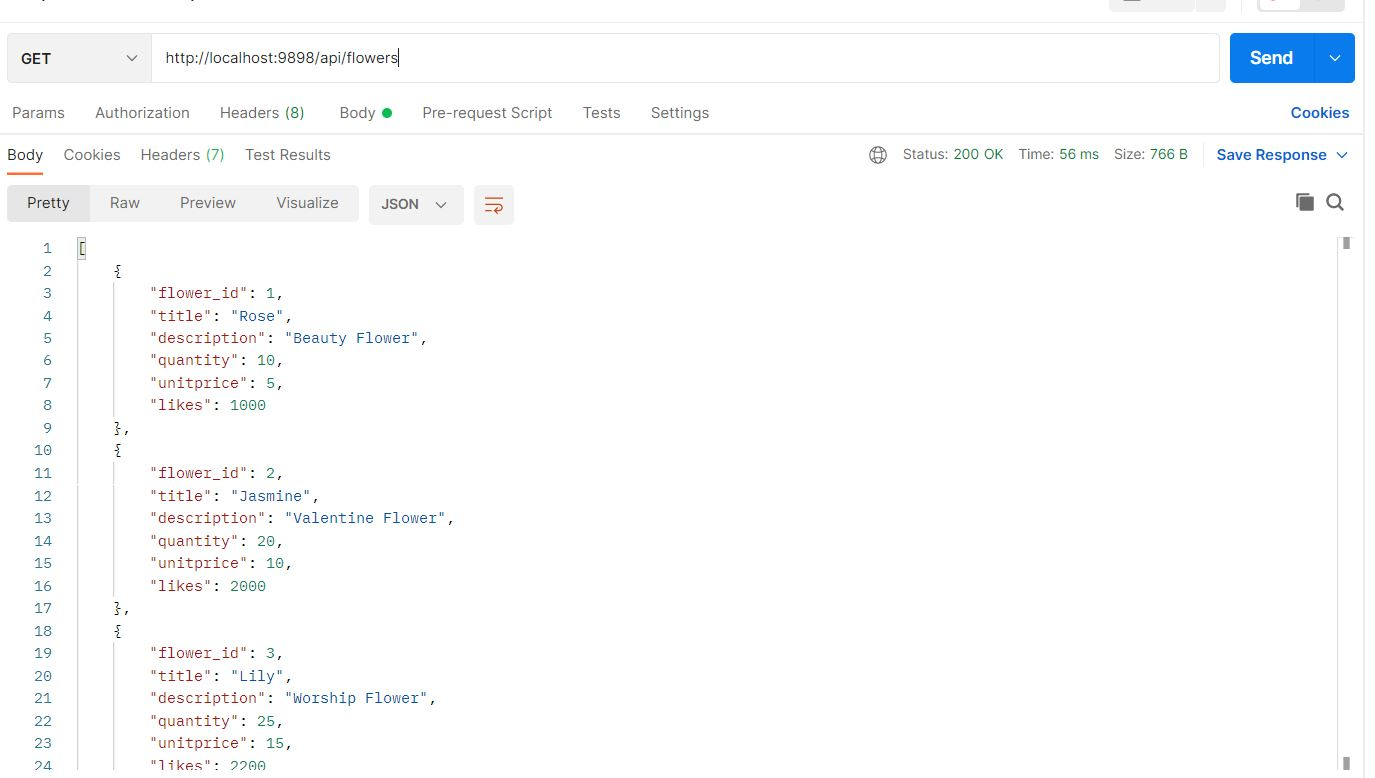 GET http://localhost:9898/api/flowers Send
Params Authorization Headers (8) Body Pre-request Script Tests Settings Cookies
Body Cookies Headers (7) Test Results Status: 200 OK Time: 56 ms Size: 766 B Save Response
Pretty Raw Preview Visualize JSON
1 [
2 {
3 "flower_id": 1,
4 "title": "Rose",
5 "description": "Beauty Flower",
6 "quantity": 10,
7 "unitprice": 5,
8 "likes": 1000
9 },
10 {
11 "flower_id": 2,
12 "title": "Jasmine",
13 "description": "Valentine Flower",
14 "quantity": 20,
15 "unitprice": 10,
16 "likes": 2000
17 },
18 {
19 "flower_id": 3,
20 "title": "Lily",
21 "description": "Worship Flower",
22 "quantity": 25,
23 "unitprice": 15,
24 "likes": 2200